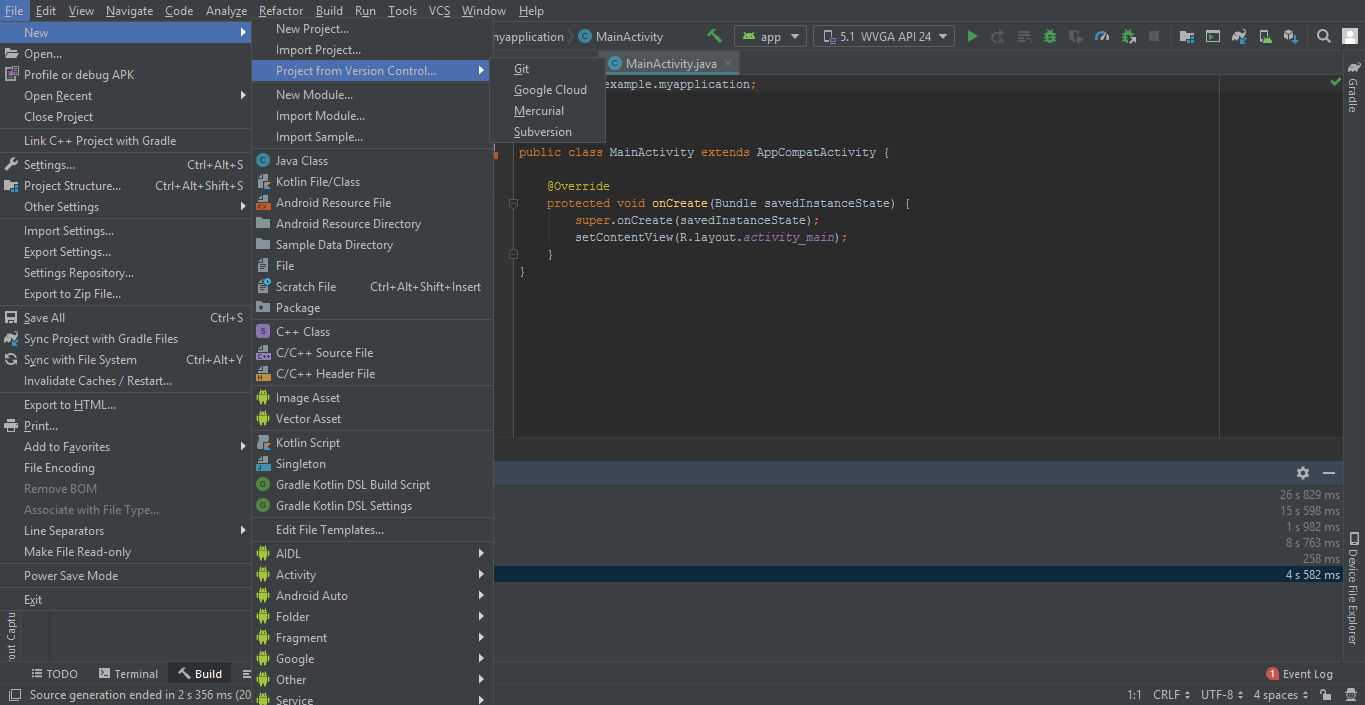 File Edit View Navigate Code Analyze Refactor Build Run Tools VCS Window Help
New
Open...
Profile or debug APK
Open Recent
Close Project
Link C++ Project with Gradle
Settings... Ctrl+Alt+S
Project Structure... Ctrl+Alt+Shift+S
Other Settings
Import Settings...
Export Settings...
Settings Repository...
Export to Zip File...
Save All Ctrl+S
Sync Project with Gradle Files
Sync with File System Ctrl+Alt+Y
Invalidate Caches / Restart...
Export to HTML...
Print...
Add to Favorites
File Encoding
Remove BOM
Associate with File Type...
Line Separators
Make File Read-only
Power Save Mode
Exit
New Project...
Import Project...
Project from Version Control...
New Module...
Import Module...
Import Sample...
Java Class
Kotlin File/Class
Android Resource File
Android Resource Directory
Sample Data Directory
File
Scratch File Ctrl+Alt+Shift+Insert
Package
C++ Class
C/C++ Source File
C/C++ Header File
Image Asset
Vector Asset
Kotlin Script
Singleton
Gradle Kotlin DSL Build Script
Gradle Kotlin DSL Settings
Edit File Templates...
AIDL
Activity
Android Auto
Folder
Fragment
Google
Other
Service
Git
Google Cloud
Mercurial
Subversion
myapplication MainActivity app 5.1 WVGA API 24
MainActivity.java
example.myapplication;
public class MainActivity extends AppCompatActivity {
@Override
protected void onCreate(Bundle savedInstanceState) {
super.onCreate(savedInstanceState);
setContentView(R.layout.activity_main);
}
}
Gradle
26 s 829 ms
15 s 598 ms
1 s 982 ms
8 s 763 ms
258 ms
4 s 582 ms
Device File Explorer
out Captu
TODO Terminal Build
1 Event Log
Source generation ended in 2 s 356 ms (20
1:1 CRLF UTF-8 4 spaces